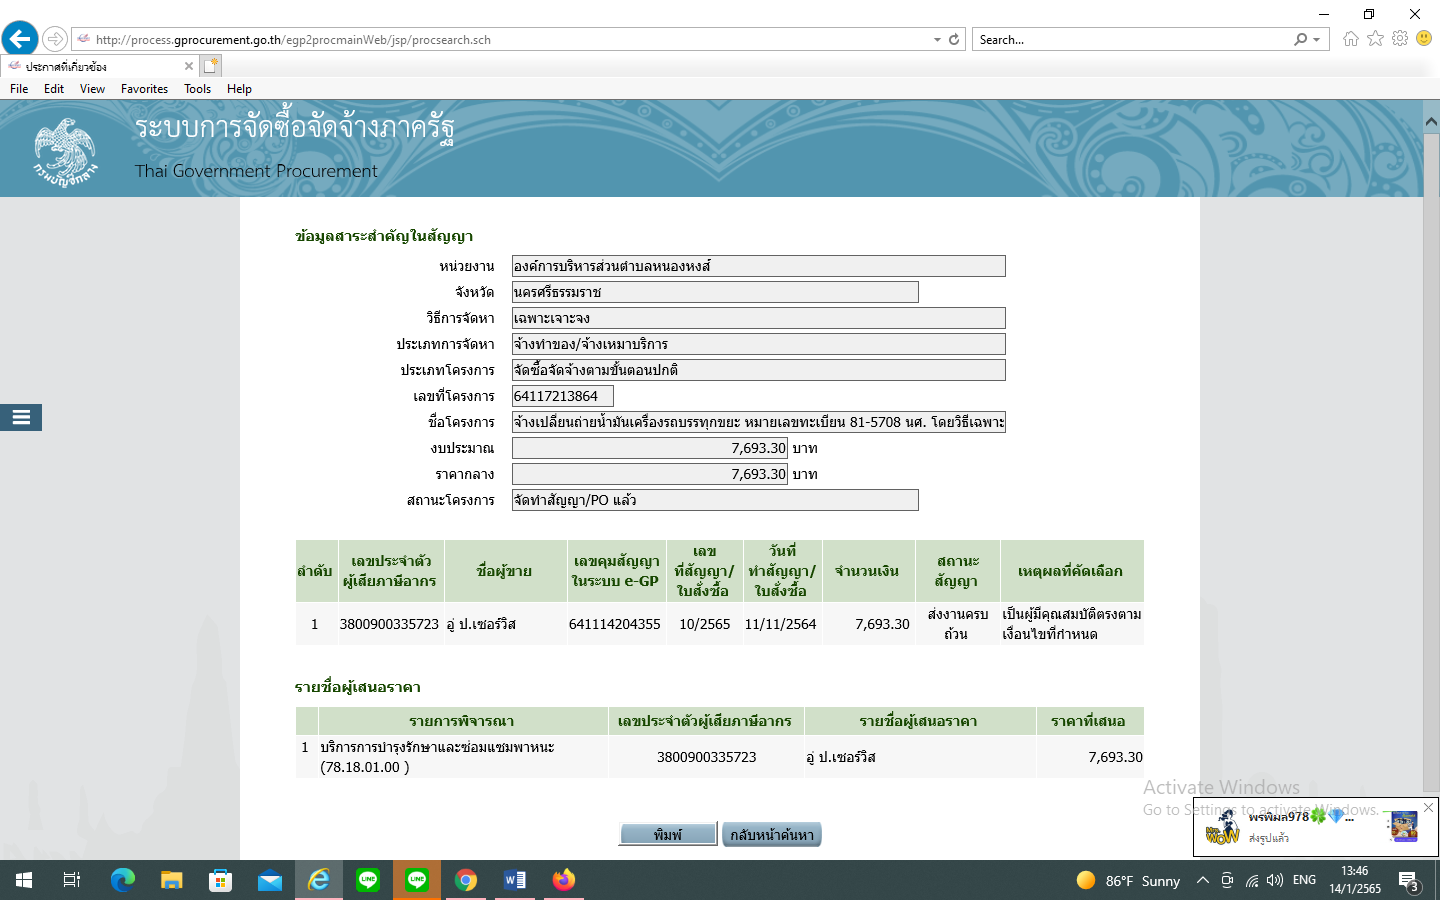 http://process.gprocurement.go.th/egp2procmainWeb/jsp/procsearch.sch
Search...
ประกาศที่เกี่ยวข้อง
File Edit View Favorites Tools Help
ระบบการจัดซื้อจัดจ้างภาครัฐ
Thai Government Procurement
กรมบัญชีกลาง
ข้อมูลสาระสำคัญในสัญญา
หน่วยงาน องค์การบริหารส่วนตำบลหนองหงส์
จังหวัด นครศรีธรรมราช
วิธีการจัดหา เฉพาะเจาะจง
ประเภทการจัดหา จ้างทำของ/จ้างเหมาบริการ
ประเภทโครงการ จัดซื้อจัดจ้างตามขั้นตอนปกติ
เลขที่โครงการ 64117213864
ชื่อโครงการ จ้างเปลี่ยนถ่ายน้ำมันเครื่องรถบรรทุกขยะ หมายเลขทะเบียน 81-5708 นศ. โดยวิธีเฉพาะ
งบประมาณ 7,693.30 บาท
ราคากลาง 7,693.30 บาท
สถานะโครงการ จัดทำสัญญา/PO แล้ว
ลำดับ เลขประจำตัวผู้เสียภาษีอากร ชื่อผู้ขาย เลขคุมสัญญาในระบบ e-GP เลขที่สัญญา/ใบสั่งซื้อ วันที่ทำสัญญา/ใบสั่งซื้อ จำนวนเงิน สถานะสัญญา เหตุผลที่คัดเลือก
1 3800900335723 อู่ ป.เซอร์วิส 641114204355 10/2565 11/11/2564 7,693.30 ส่งงานครบถ้วน เป็นผู้มีคุณสมบัติตรงตามเงื่อนไขที่กำหนด
รายชื่อผู้เสนอราคา
รายการพิจารณา เลขประจำตัวผู้เสียภาษีอากร รายชื่อผู้เสนอราคา ราคาที่เสนอ
1 บริการการบำรุงรักษาและซ่อมแซมพาหนะ (78.18.01.00 ) 3800900335723 อู่ ป.เซอร์วิส 7,693.30
พิมพ์ กลับหน้าค้นหา
Activate Windows
Go to Settings to activate Windows.
พรพิมล978🍀💎...
ส่งรูปแล้ว
86°F Sunny
ENG
13:46
14/1/2565
3